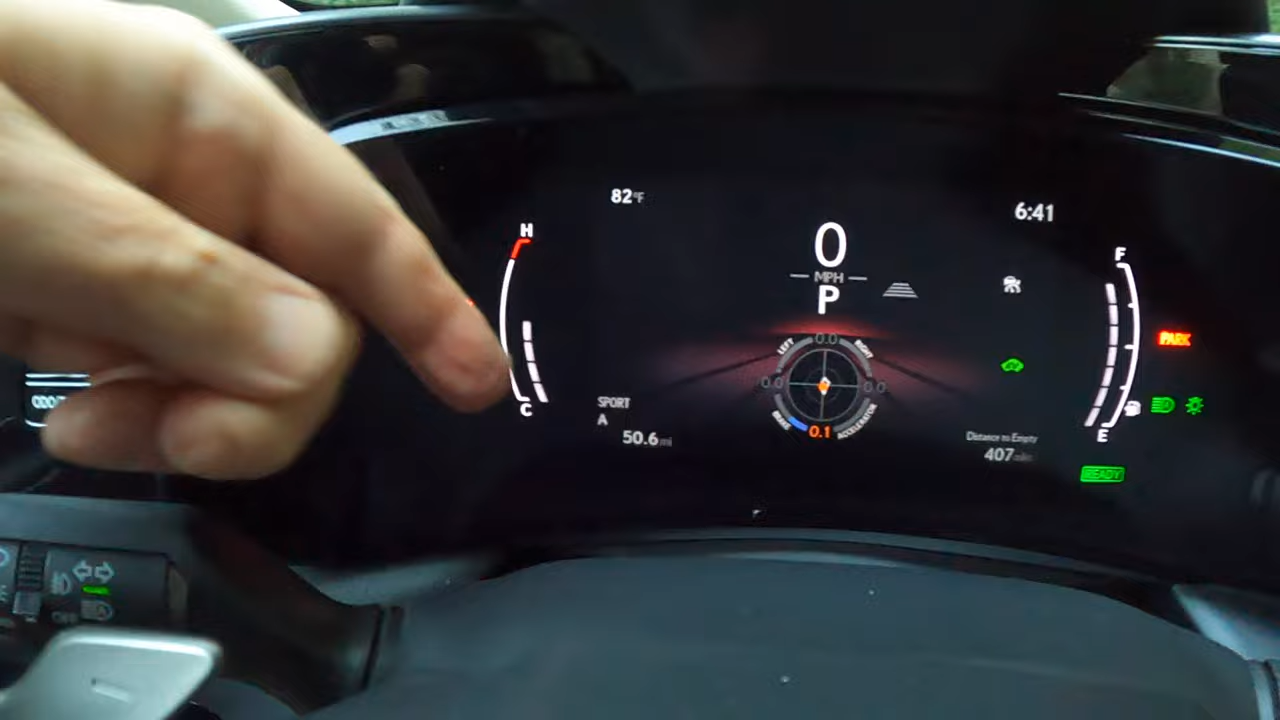 82°F
6:41
H
0
MPH
P
F
PARK
LEFT
0.0
RIGHT
0.0
0.0
SPORT
A
C
BRAKE
0.1
ACCELERATOR
50.6 mi
Distance to Empty
407
E
READY
OFF
A